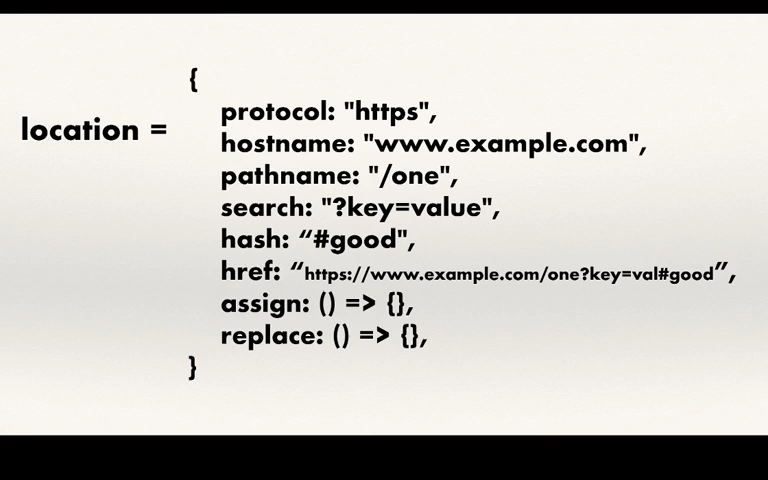 {
location =
protocol: "https",
hostname: "www.example.com",
pathname: "/one",
search: "?key=value",
hash: “#good",
href: “https://www.example.com/one?key=val#good”,
assign: () => {},
replace: () => {},
}